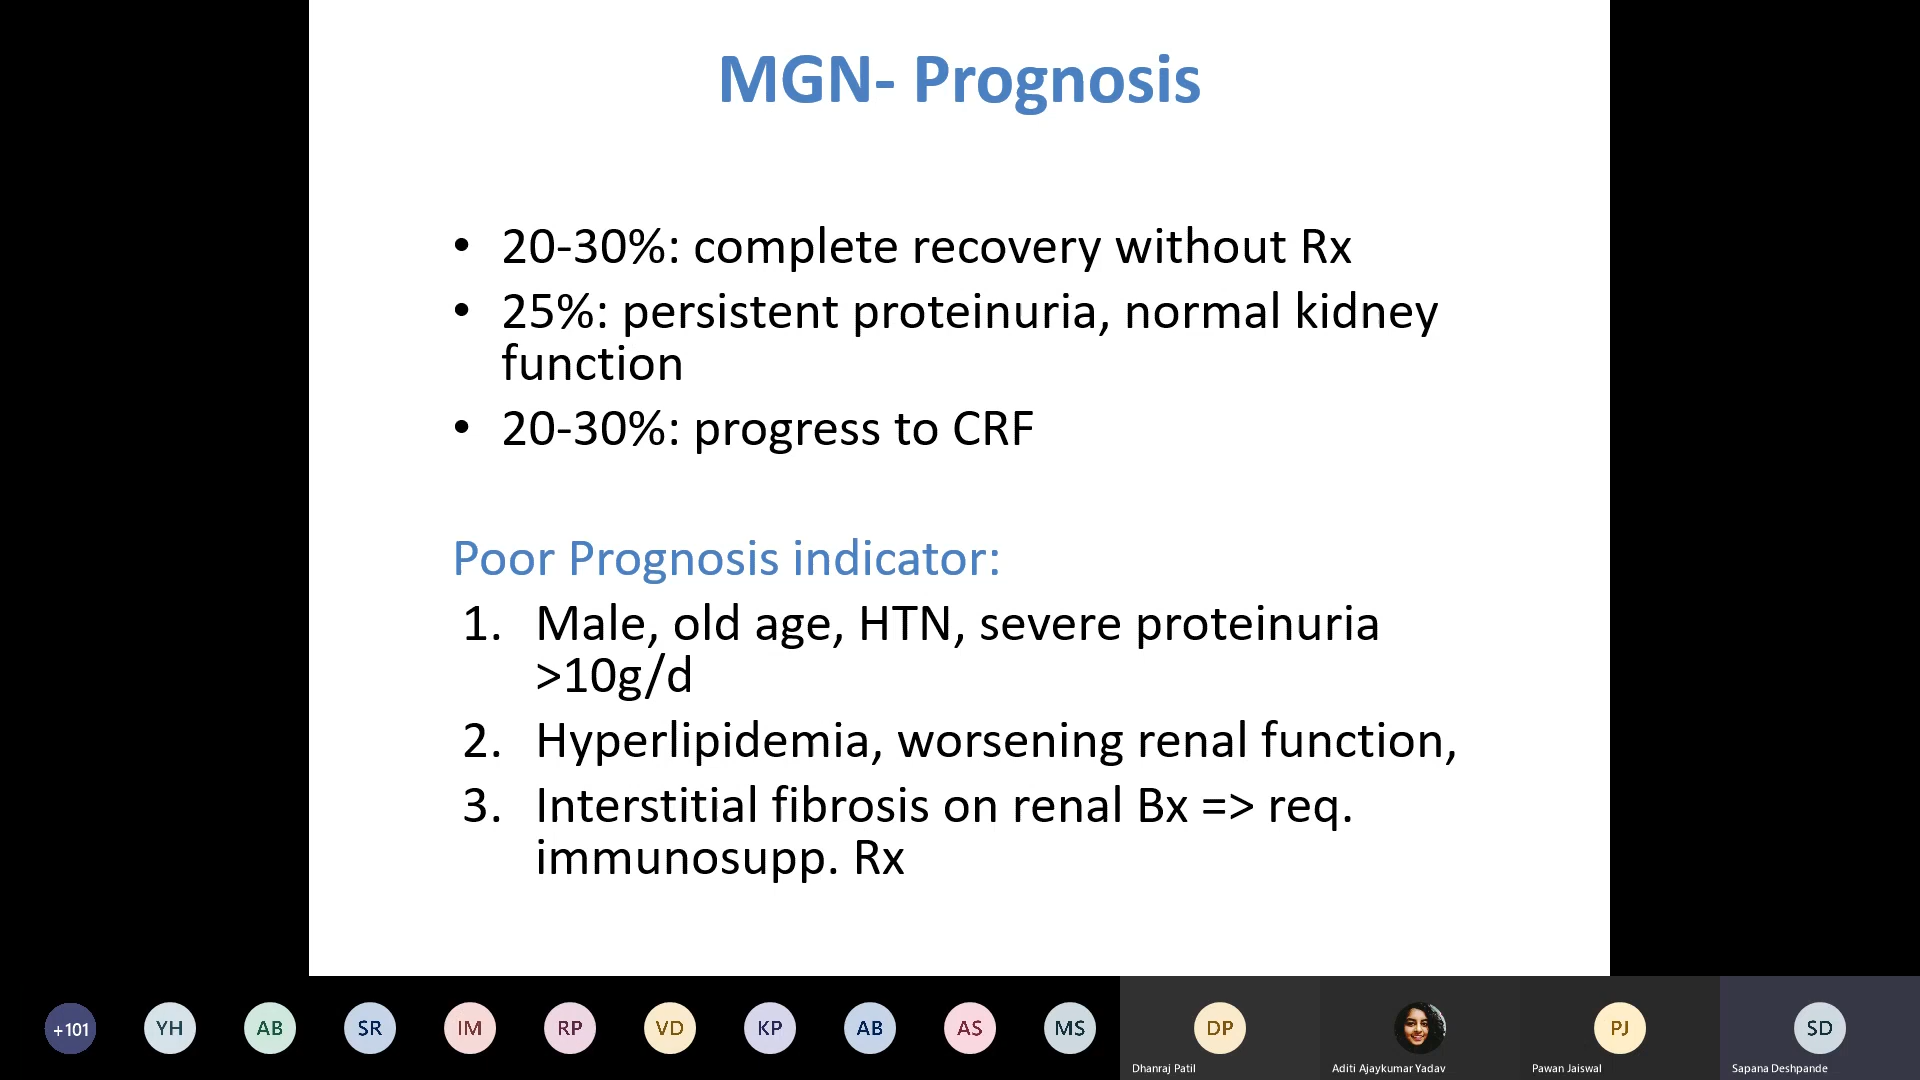 MGN- Prognosis
• 20-30%: complete recovery without Rx
• 25%: persistent proteinuria, normal kidney
function
• 20-30%: progress to CRF
Poor Prognosis indicator:
1. Male, old age, HTN, severe proteinuria
>10g/d
2. Hyperlipidemia, worsening renal function,
3. Interstitial fibrosis on renal Bx => req.
immunosupp. Rx
+101 YH AB SR IM RP VD KP AB AS MS DP PJ SD
Dhanraj Patil Aditi Ajaykumar Yadav Pawan Jaiswal Sapana Deshpande